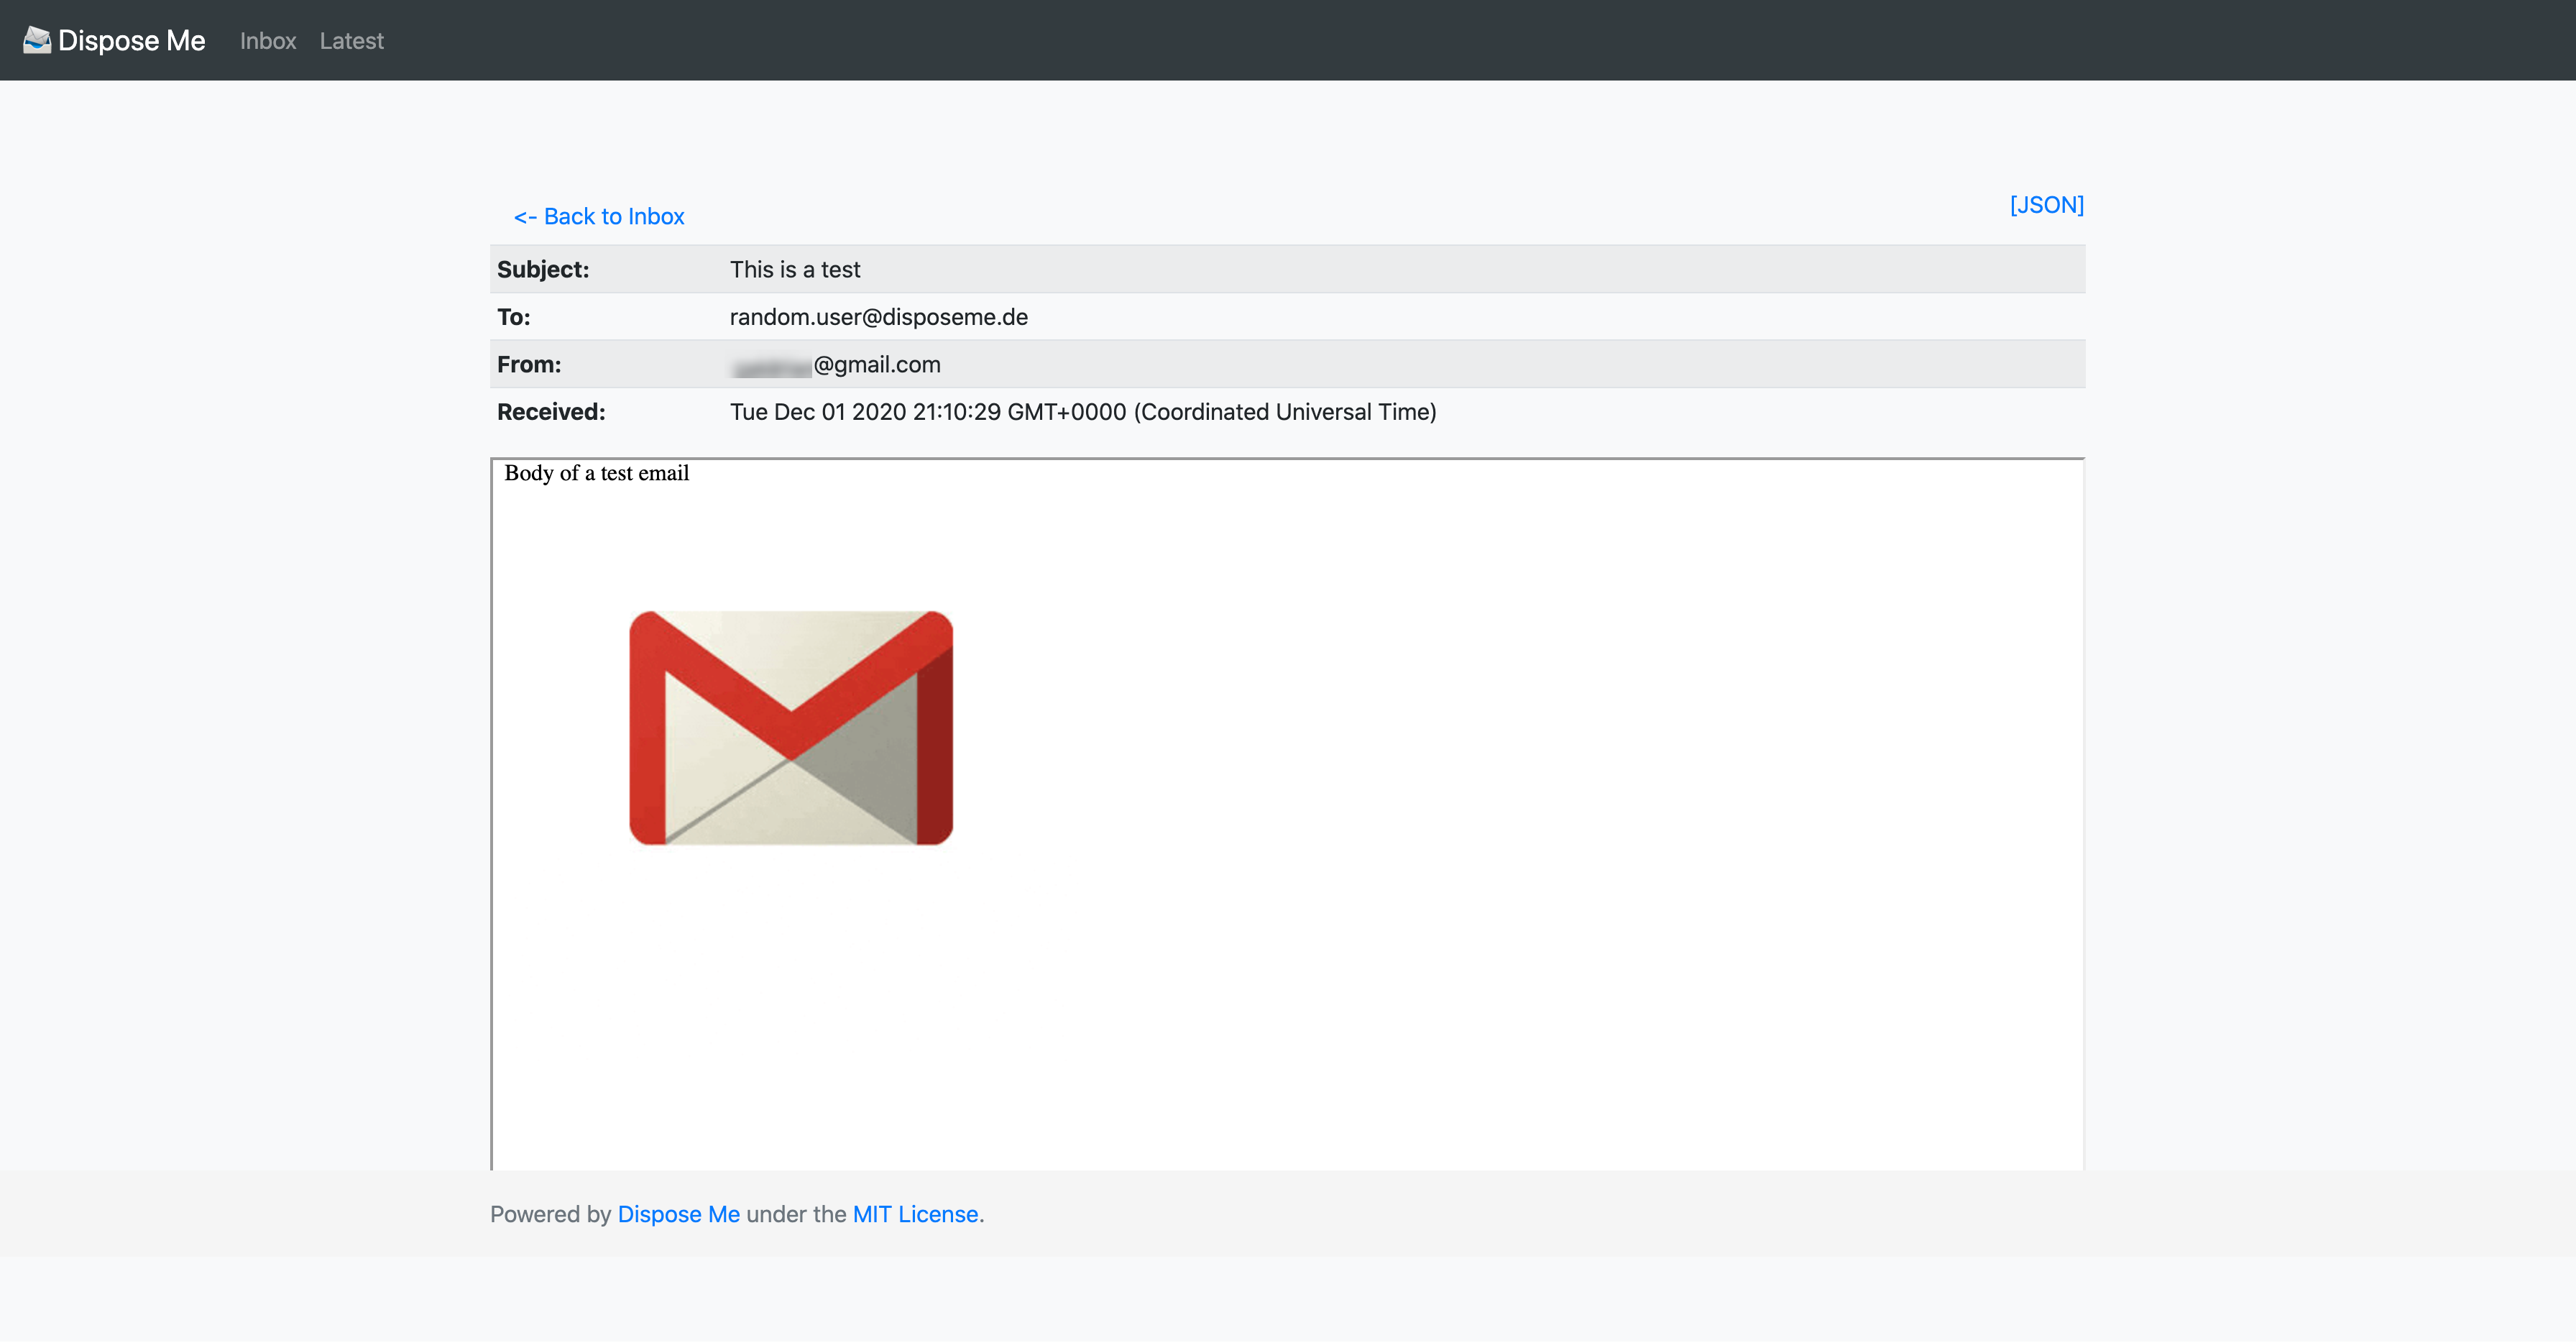 Dispose Me Inbox Latest
<- Back to Inbox [JSON]
Subject: This is a test
To: random.user@disposeme.de
From: @gmail.com
Received: Tue Dec 01 2020 21:10:29 GMT+0000 (Coordinated Universal Time)
Body of a test email
Powered by Dispose Me under the MIT License.